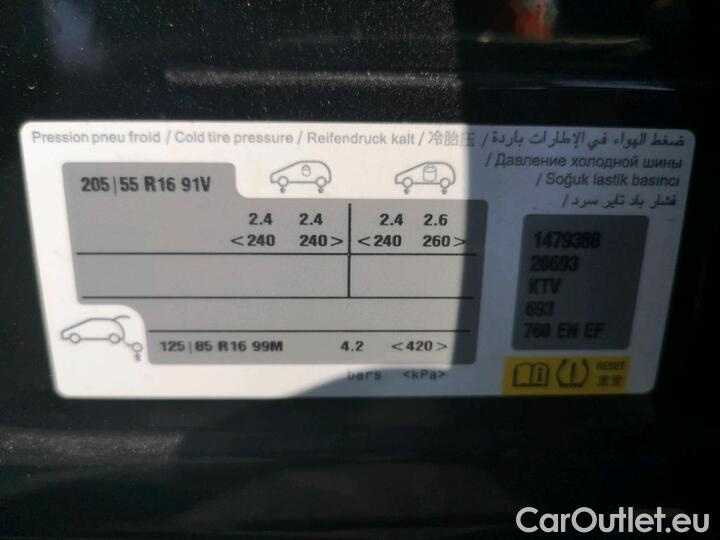 Pression pneu froid / Cold tire pressure / Reifendruck kalt / 冷胎压 / ضغط الهواء في الإطارات باردة
/ Давление холодной шины
/ Soğuk lastik basıncı
/ فشار باد تایر سرد
205|55 R16 91V
2.4 2.4 2.4 2.6
<240 240> <240 260>
125|85 R16 99M 4.2 <420>
bars <kPa>
1479388
20693
KTV
693
760 EN EF
RESET
重置
CarOutlet.eu